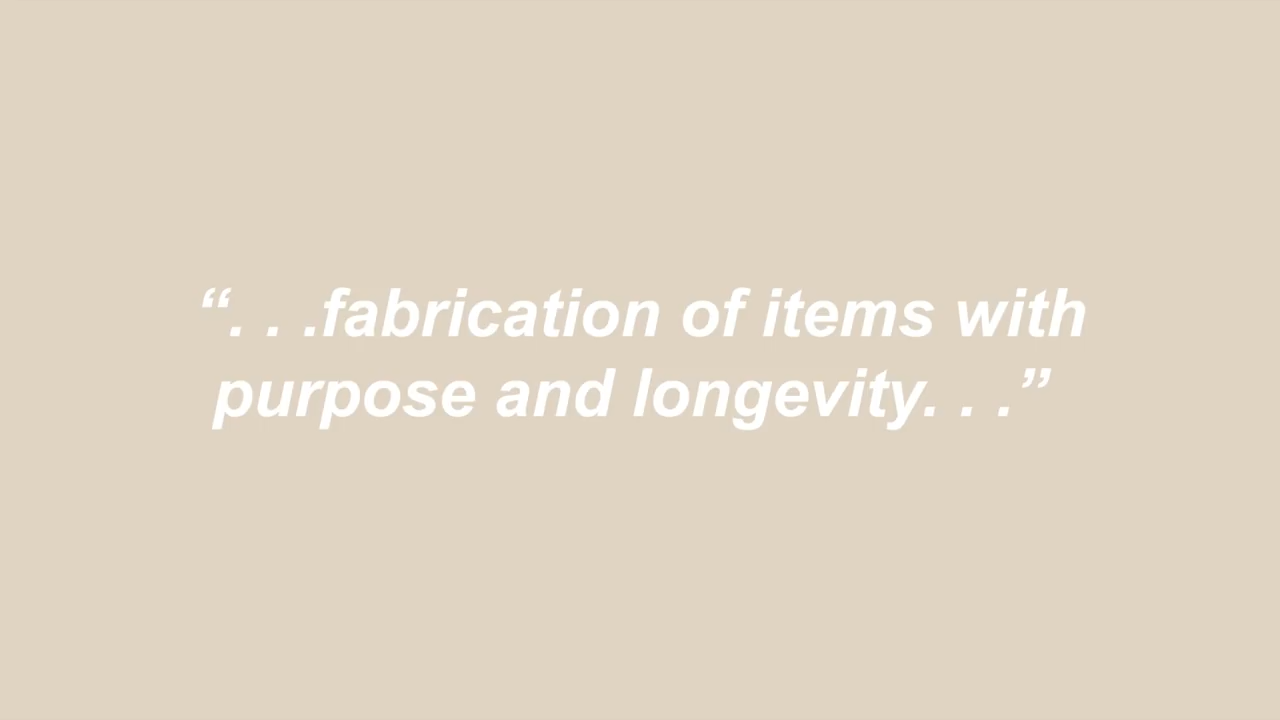 “. . .fabrication of items with
purpose and longevity. . .”